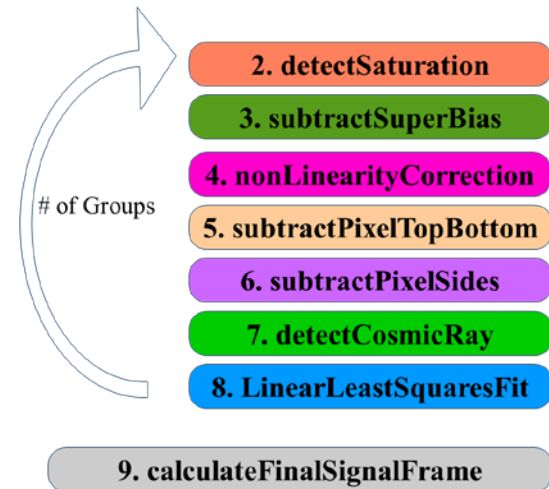 2. detectSaturation
3. subtractSuperBias
4. nonLinearityCorrection
# of Groups
5. subtractPixelTopBottom
6. subtractPixelSides
7. detectCosmicRay
8. LinearLeastSquaresFit
9. calculateFinalSignalFrame